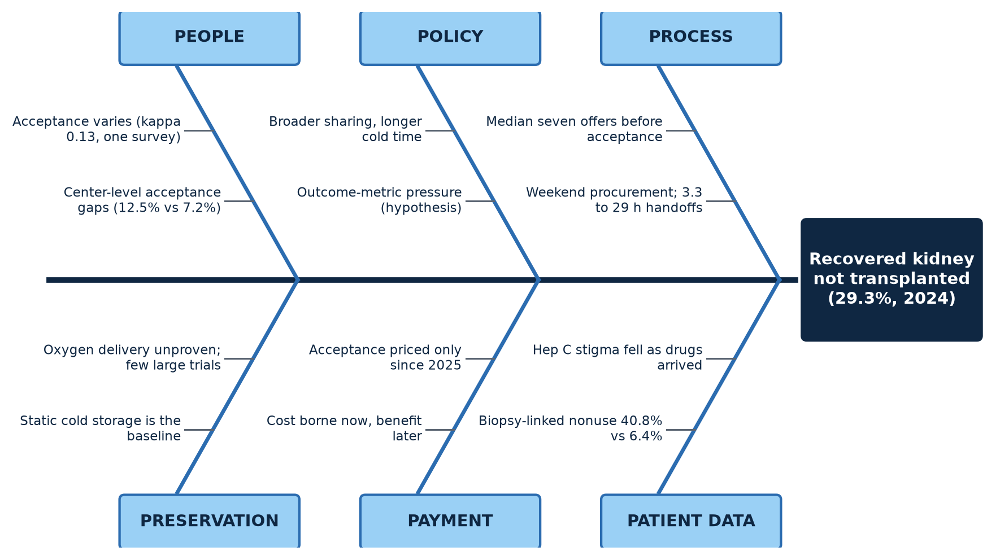 PEOPLE
POLICY
PROCESS
Acceptance varies (kappa
0.13, one survey)
Broader sharing, longer
cold time
Median seven offers before
acceptance
Center-level acceptance
gaps (12.5% vs 7.2%)
Outcome-metric pressure
(hypothesis)
Weekend procurement; 3.3
to 29 h handoffs
Recovered kidney
not transplanted
(29.3%, 2024)
Oxygen delivery unproven;
few large trials
Acceptance priced only
since 2025
Hep C stigma fell as drugs
arrived
Static cold storage is the
baseline
Cost borne now, benefit
later
Biopsy-linked nonuse 40.8%
vs 6.4%
PRESERVATION
PAYMENT
PATIENT DATA